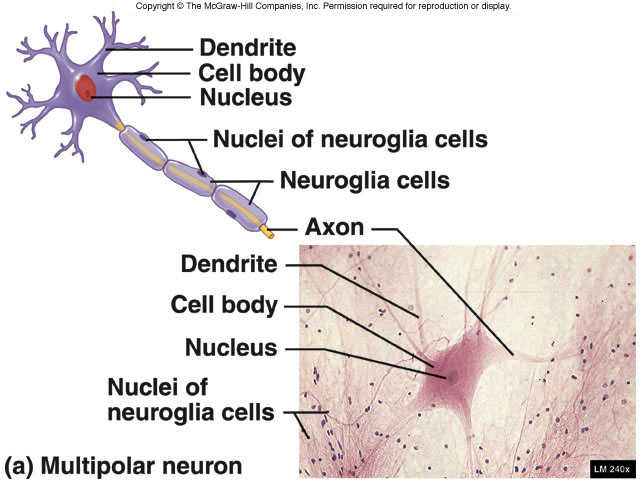 Copyright © The McGraw-Hill Companies, Inc. Permission required for reproduction or display.
Dendrite
Cell body
Nucleus
Nuclei of neuroglia cells
Neuroglia cells
Axon
Dendrite
Cell body
Nucleus
Nuclei of
neuroglia cells
(a) Multipolar neuron
LM 240x